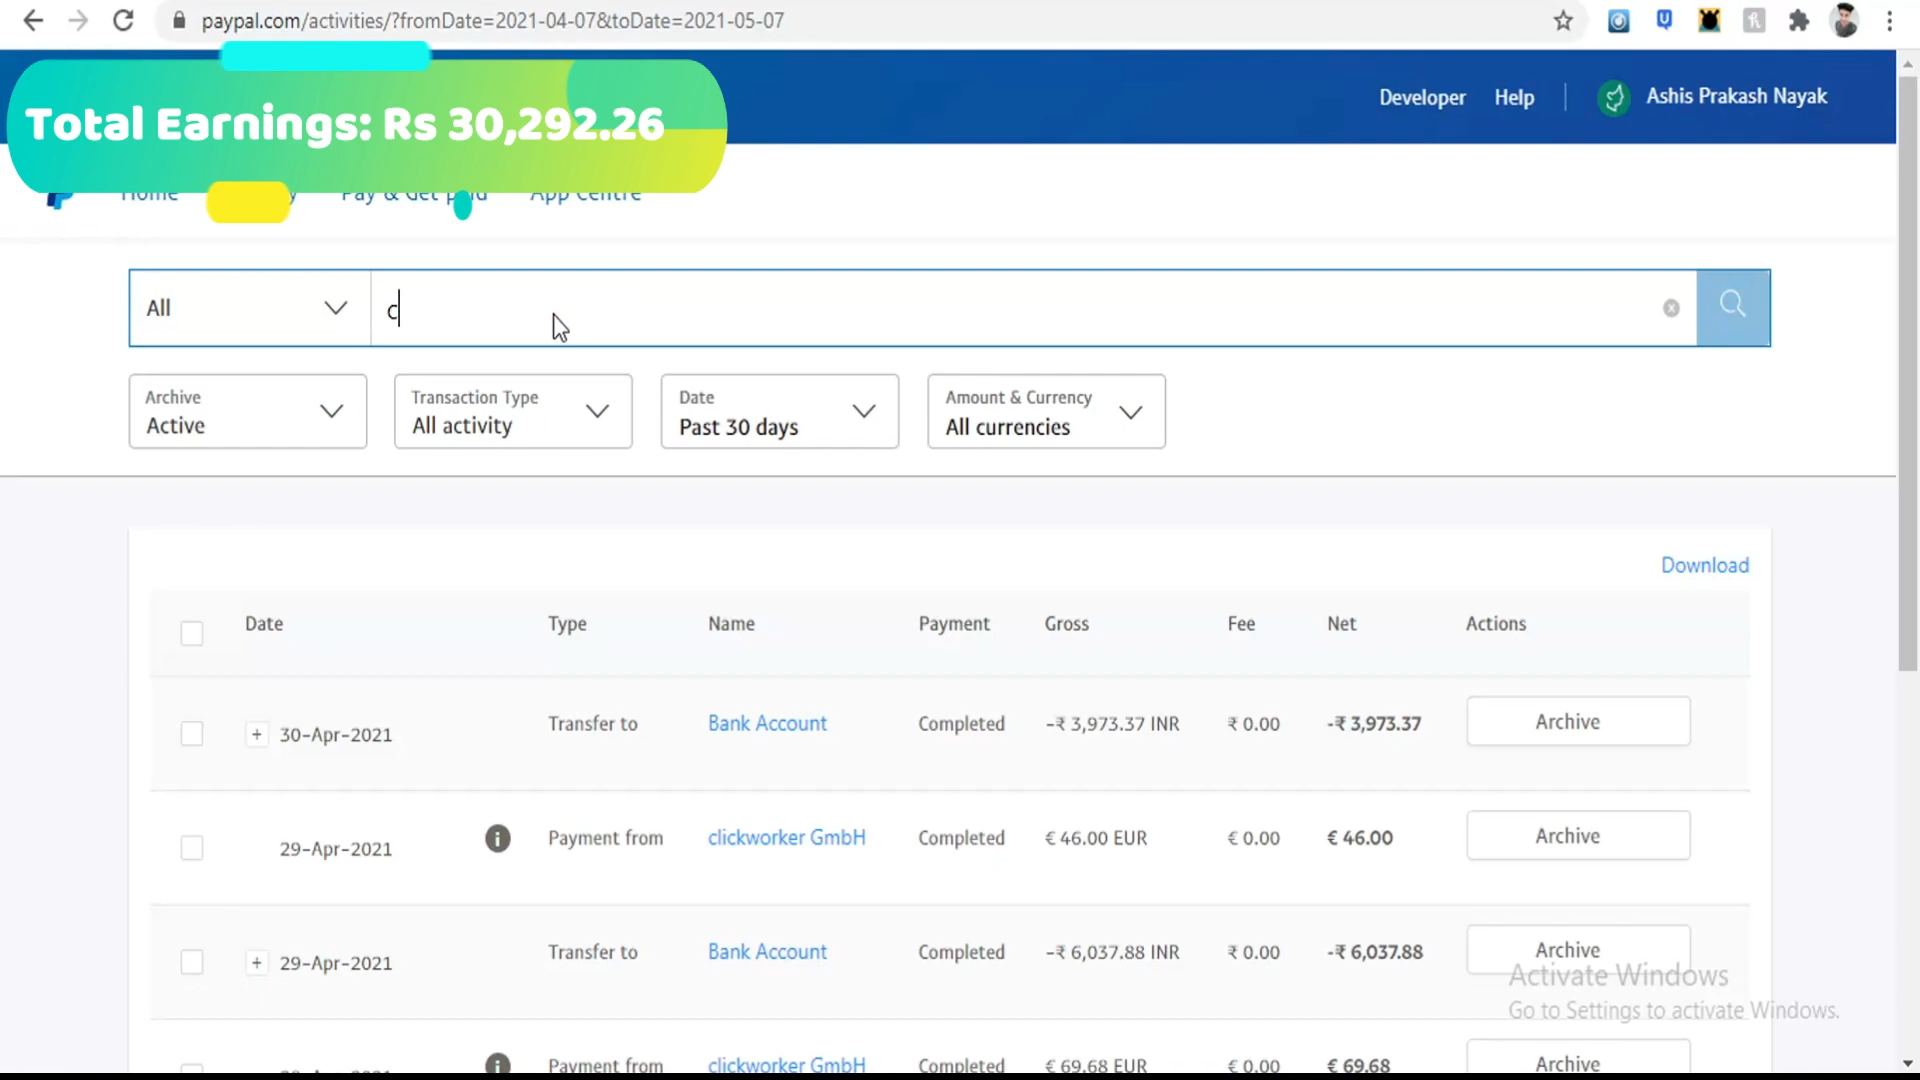 paypal.com/activities/?fromDate=2021-04-07&toDate=2021-05-07
Total Earnings: Rs 30,292.26
Developer Help Ashis Prakash Nayak
Home Pay & Get paid App Centre
All c
Archive Transaction Type Date Amount & Currency
Active All activity Past 30 days All currencies
Download
Date Type Name Payment Gross Fee Net Actions
+ 30-Apr-2021 Transfer to Bank Account Completed -₹ 3,973.37 INR ₹ 0.00 -₹ 3,973.37 Archive
29-Apr-2021 i Payment from clickworker GmbH Completed € 46.00 EUR € 0.00 € 46.00 Archive
+ 29-Apr-2021 Transfer to Bank Account Completed -₹ 6,037.88 INR ₹ 0.00 -₹ 6,037.88 Archive
Activate Windows
Go to Settings to activate Windows.
i Payment from clickworker GmbH Completed € 69.68 EUR € 0.00 € 69.68 Archive